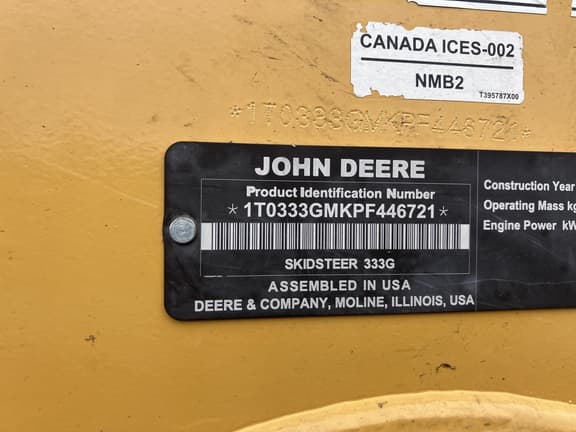 CANADA ICES-002
NMB2
T395787X00
*1T0333GMKPF446721*
JOHN DEERE
Product Identification Number
*1T0333GMKPF446721*
SKIDSTEER 333G
ASSEMBLED IN USA
DEERE & COMPANY, MOLINE, ILLINOIS, USA
Construction Year
Operating Mass kg
Engine Power kW